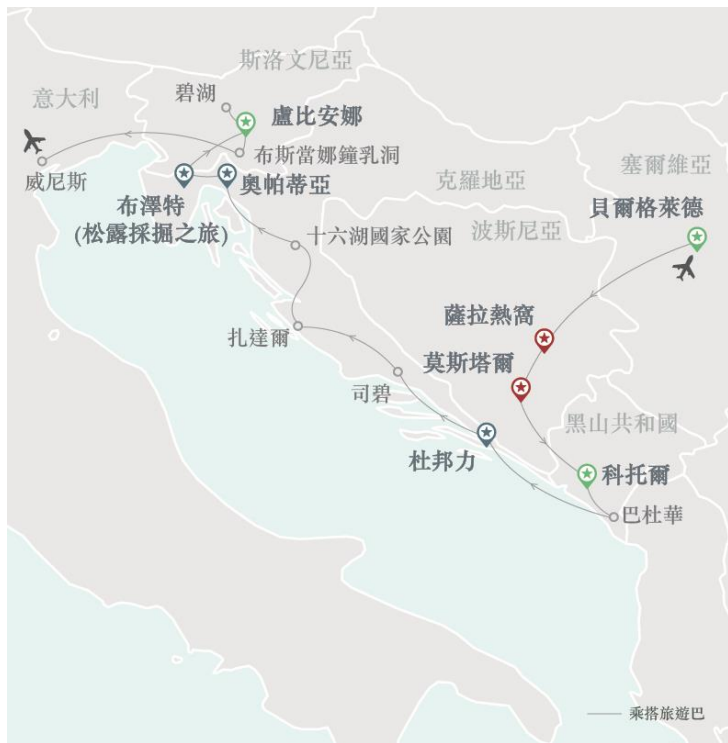 斯洛文尼亞
意大利
碧湖
盧比安娜
布斯當娜鐘乳洞
威尼斯
布澤特
(松露採掘之旅)
奧帕蒂亞
克羅地亞
塞爾維亞
貝爾格萊德
波斯尼亞
十六湖國家公園
扎達爾
薩拉熱窩
莫斯塔爾
司碧
黑山共和國
杜邦力
科托爾
巴杜華
乘搭旅遊巴